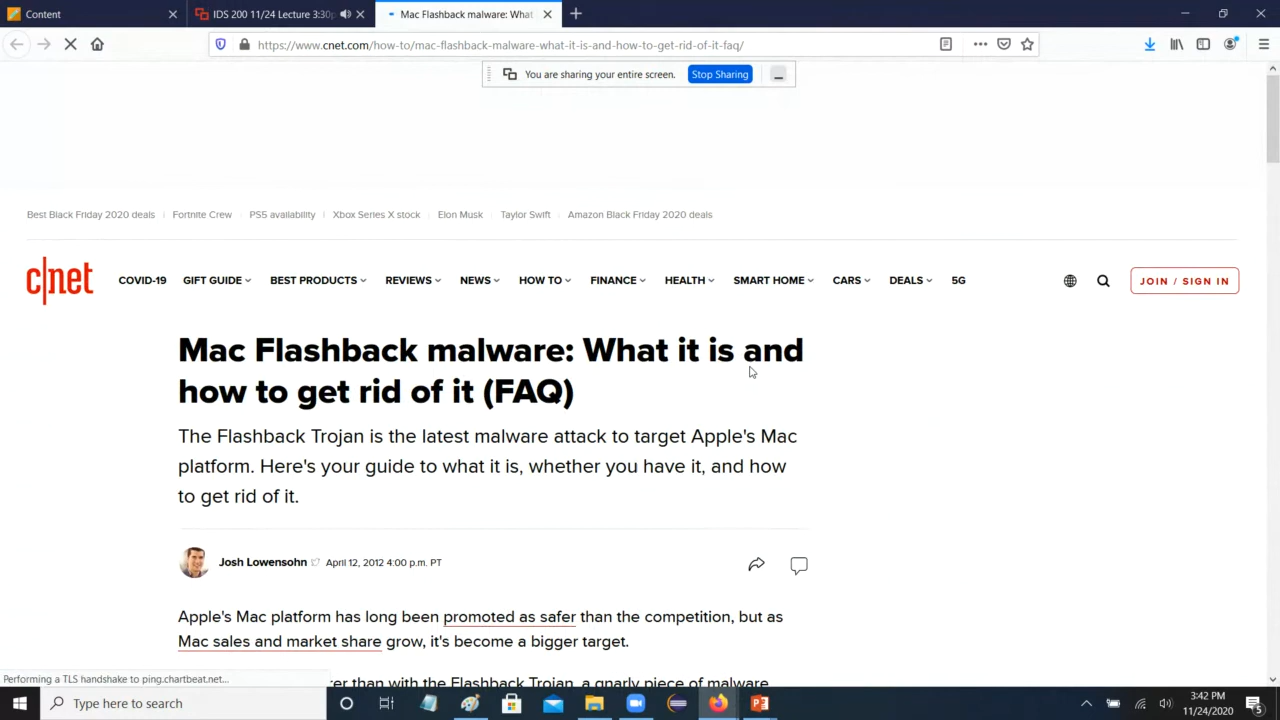 Content
IDS 200 11/24 Lecture 3:30p
Mac Flashback malware: What
https://www.cnet.com/how-to/mac-flashback-malware-what-it-is-and-how-to-get-rid-of-it-faq/
You are sharing your entire screen. Stop Sharing
Best Black Friday 2020 deals Fortnite Crew PS5 availability Xbox Series X stock Elon Musk Taylor Swift Amazon Black Friday 2020 deals
c|net COVID-19 GIFT GUIDE BEST PRODUCTS REVIEWS NEWS HOW TO FINANCE HEALTH SMART HOME CARS DEALS 5G JOIN / SIGN IN
Mac Flashback malware: What it is and
how to get rid of it (FAQ)
The Flashback Trojan is the latest malware attack to target Apple's Mac
platform. Here's your guide to what it is, whether you have it, and how
to get rid of it.
Josh Lowensohn April 12, 2012 4:00 p.m. PT
Apple's Mac platform has long been promoted as safer than the competition, but as
Mac sales and market share grow, it's become a bigger target.
than with the Flashback Trojan, a gnarly piece of malware
Performing a TLS handshake to ping.chartbeat.net...
Type here to search
3:42 PM
11/24/2020
5